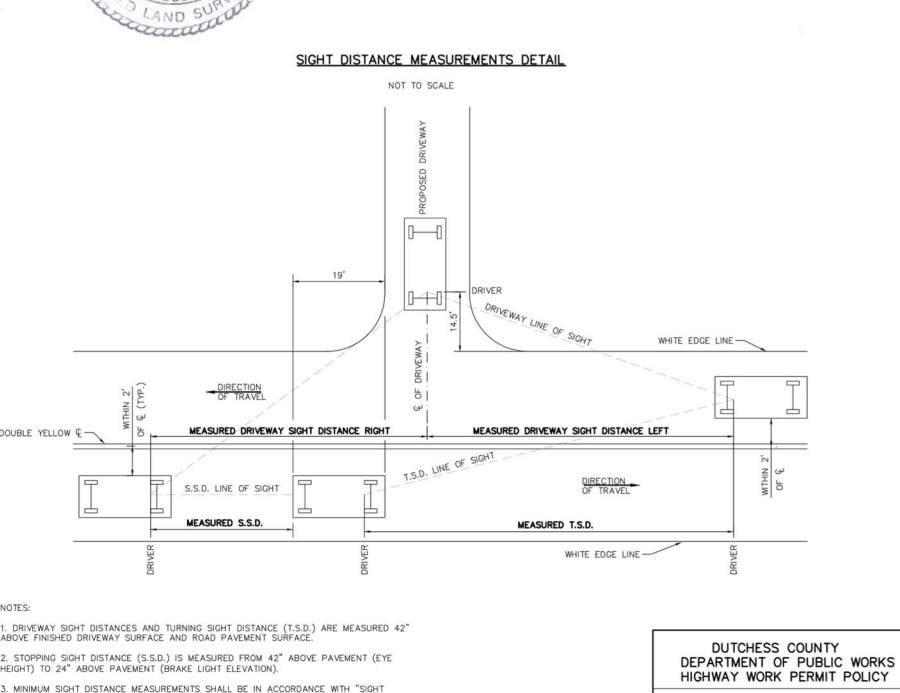 LAND SURV
SIGHT DISTANCE MEASUREMENTS DETAIL
NOT TO SCALE
PROPOSED DRIVEWAY
19'
DRIVER
14.5'
DRIVEWAY LINE OF SIGHT
WHITE EDGE LINE
℄ OF DRIVEWAY
DIRECTION
OF TRAVEL
WITHIN 2'
OF ℄ (TYP.)
DOUBLE YELLOW ℄
MEASURED DRIVEWAY SIGHT DISTANCE RIGHT
MEASURED DRIVEWAY SIGHT DISTANCE LEFT
T.S.D. LINE OF SIGHT
S.S.D. LINE OF SIGHT
DIRECTION
OF TRAVEL
WITHIN 2'
OF ℄
MEASURED S.S.D.
MEASURED T.S.D.
DRIVER
DRIVER
WHITE EDGE LINE
DRIVER
NOTES:
1. DRIVEWAY SIGHT DISTANCES AND TURNING SIGHT DISTANCE (T.S.D.) ARE MEASURED 42"
ABOVE FINISHED DRIVEWAY SURFACE AND ROAD PAVEMENT SURFACE.
2. STOPPING SIGHT DISTANCE (S.S.D.) IS MEASURED FROM 42" ABOVE PAVEMENT (EYE
HEIGHT) TO 24" ABOVE PAVEMENT (BRAKE LIGHT ELEVATION).
3. MINIMUM SIGHT DISTANCE MEASUREMENTS SHALL BE IN ACCORDANCE WITH "SIGHT
DUTCHESS COUNTY
DEPARTMENT OF PUBLIC WORKS
HIGHWAY WORK PERMIT POLICY